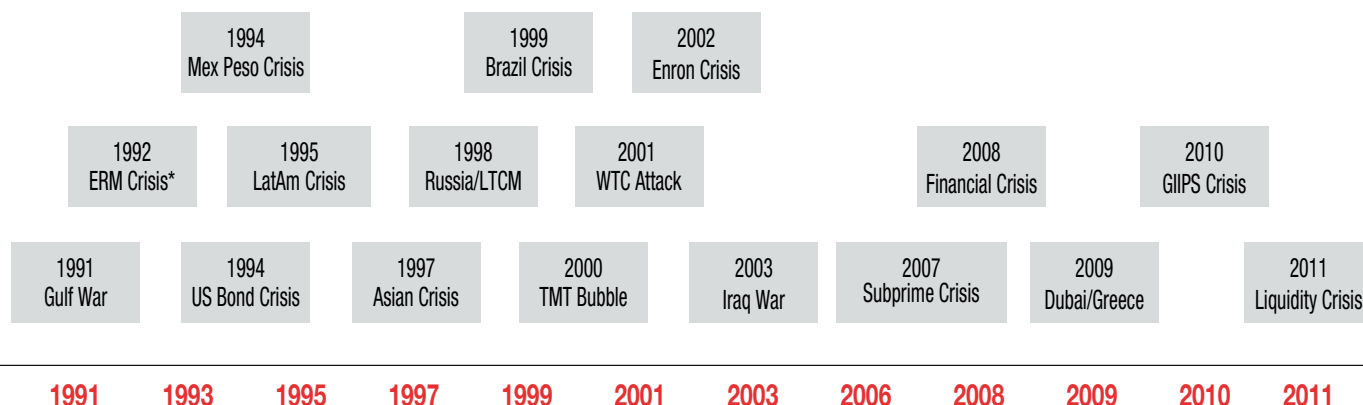 1994
Mex Peso Crisis
1999
Brazil Crisis
2002
Enron Crisis
1992
ERM Crisis*
1995
LatAm Crisis
1998
Russia/LTCM
2001
WTC Attack
2008
Financial Crisis
2010
GIIPS Crisis
1991
Gulf War
1994
US Bond Crisis
1997
Asian Crisis
2000
TMT Bubble
2003
Iraq War
2007
Subprime Crisis
2009
Dubai/Greece
2011
Liquidity Crisis
1991 1993 1995 1997 1999 2001 2003 2006 2008 2009 2010 2011